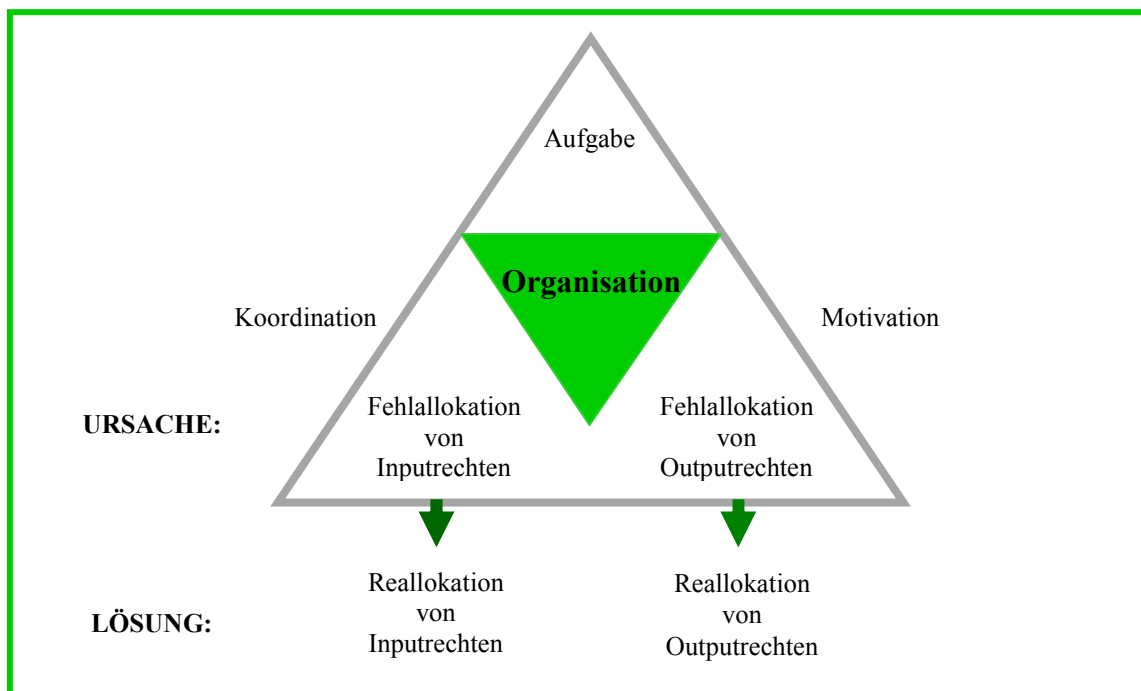 Aufgabe
Organisation
Koordination
Motivation
URSACHE:
Fehlallokation
von
Inputrechten
Fehlallokation
von
Outputrechten
LÖSUNG:
Reallokation
von
Inputrechten
Reallokation
von
Outputrechten